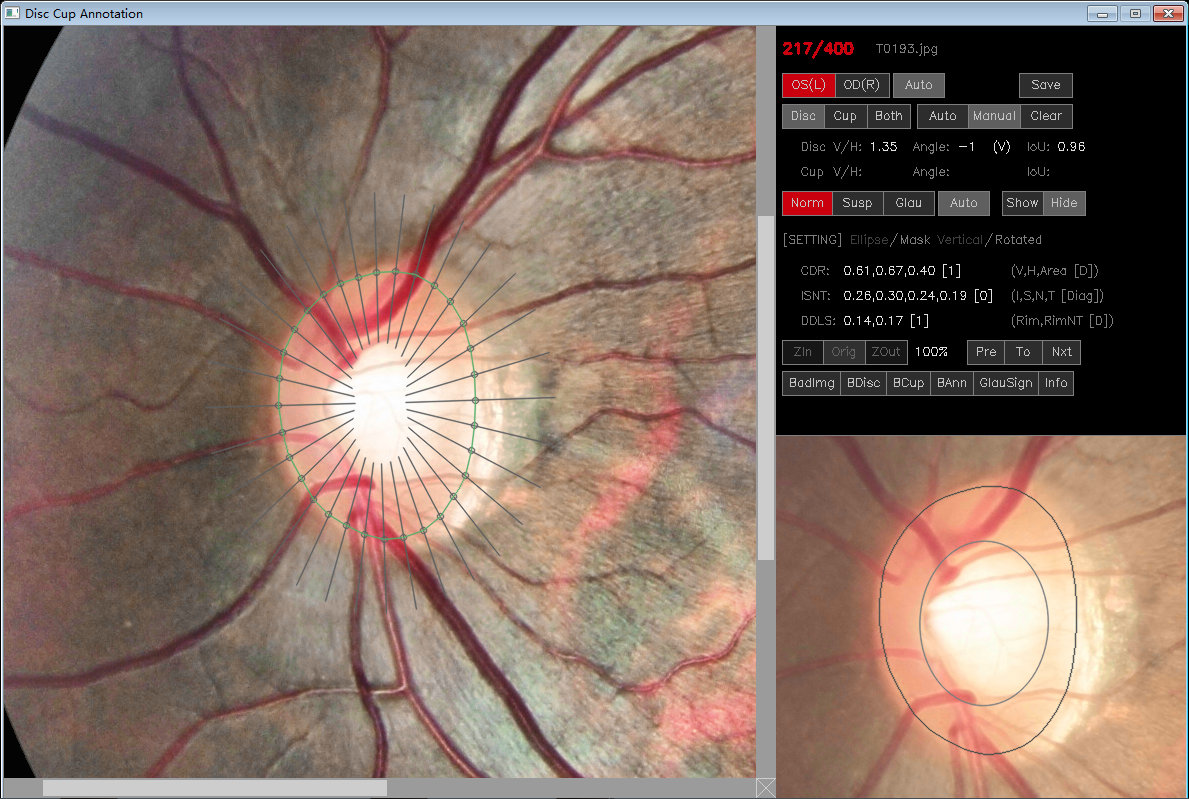 Disc Cup Annotation
217/400 T0193.jpg
OS(L) OD(R) Auto Save
Disc Cup Both Auto Manual Clear
Disc V/H: 1.35 Angle: -1 (V) IoU: 0.96
Cup V/H: Angle: IoU:
Norm Susp Glau Auto Show Hide
[SETTING] Ellipse/Mask Vertical/Rotated
CDR: 0.61,0.67,0.40 [1] (V,H,Area [D])
ISNT: 0.26,0.30,0.24,0.19 [0] (I,S,N,T [Diag])
DDLS: 0.14,0.17 [1] (Rim,RimNT [D])
ZIn Orig ZOut 100% Pre To Nxt
BadImg BDisc BCup BAnn GlauSign Info